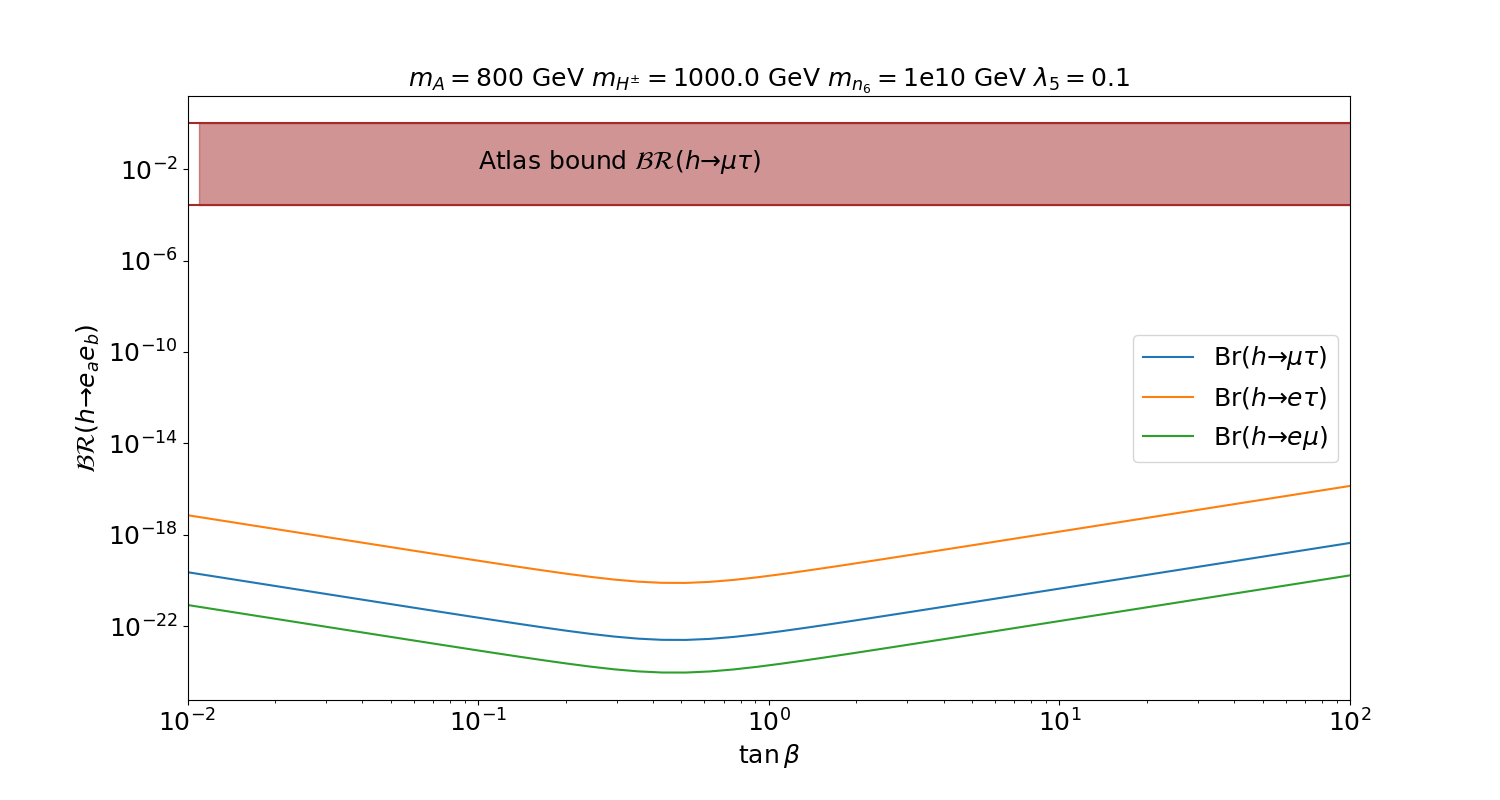 m_A = 800 GeV m_{H^±} = 1000.0 GeV m_{n_6} = 1e10 GeV λ_5 = 0.1
Atlas bound ℬℛ(h→μτ)
10^{−2}
10^{−6}
10^{−10}
10^{−14}
10^{−18}
10^{−22}
ℬℛ(h→e_a e_b)
Br(h→μτ)
Br(h→eτ)
Br(h→eμ)
10^{−2} 10^{−1} 10^{0} 10^{1} 10^{2}
tan β